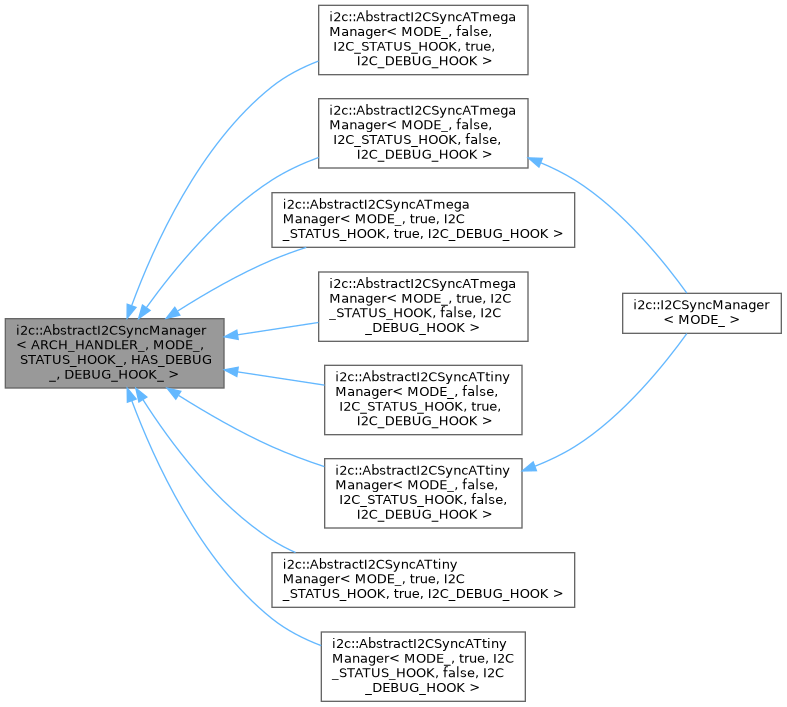 i2c::AbstractI2CSyncATmega
Manager< MODE_, false,
I2C_STATUS_HOOK, true,
I2C_DEBUG_HOOK >
i2c::AbstractI2CSyncATmega
Manager< MODE_, false,
I2C_STATUS_HOOK, false,
I2C_DEBUG_HOOK >
i2c::AbstractI2CSyncATmega
Manager< MODE_, true, I2C
_STATUS_HOOK, true, I2C_DEBUG_HOOK >
i2c::AbstractI2CSyncATmega
Manager< MODE_, true, I2C
_STATUS_HOOK, false, I2C
_DEBUG_HOOK >
i2c::I2CSyncManager
< MODE_ >
i2c::AbstractI2CSyncManager
< ARCH_HANDLER_, MODE_,
STATUS_HOOK_, HAS_DEBUG
_, DEBUG_HOOK_ >
i2c::AbstractI2CSyncATtiny
Manager< MODE_, false,
I2C_STATUS_HOOK, true,
I2C_DEBUG_HOOK >
i2c::AbstractI2CSyncATtiny
Manager< MODE_, false,
I2C_STATUS_HOOK, false,
I2C_DEBUG_HOOK >
i2c::AbstractI2CSyncATtiny
Manager< MODE_, true, I2C
_STATUS_HOOK, true, I2C_DEBUG_HOOK >
i2c::AbstractI2CSyncATtiny
Manager< MODE_, true, I2C
_STATUS_HOOK, false, I2C
_DEBUG_HOOK >